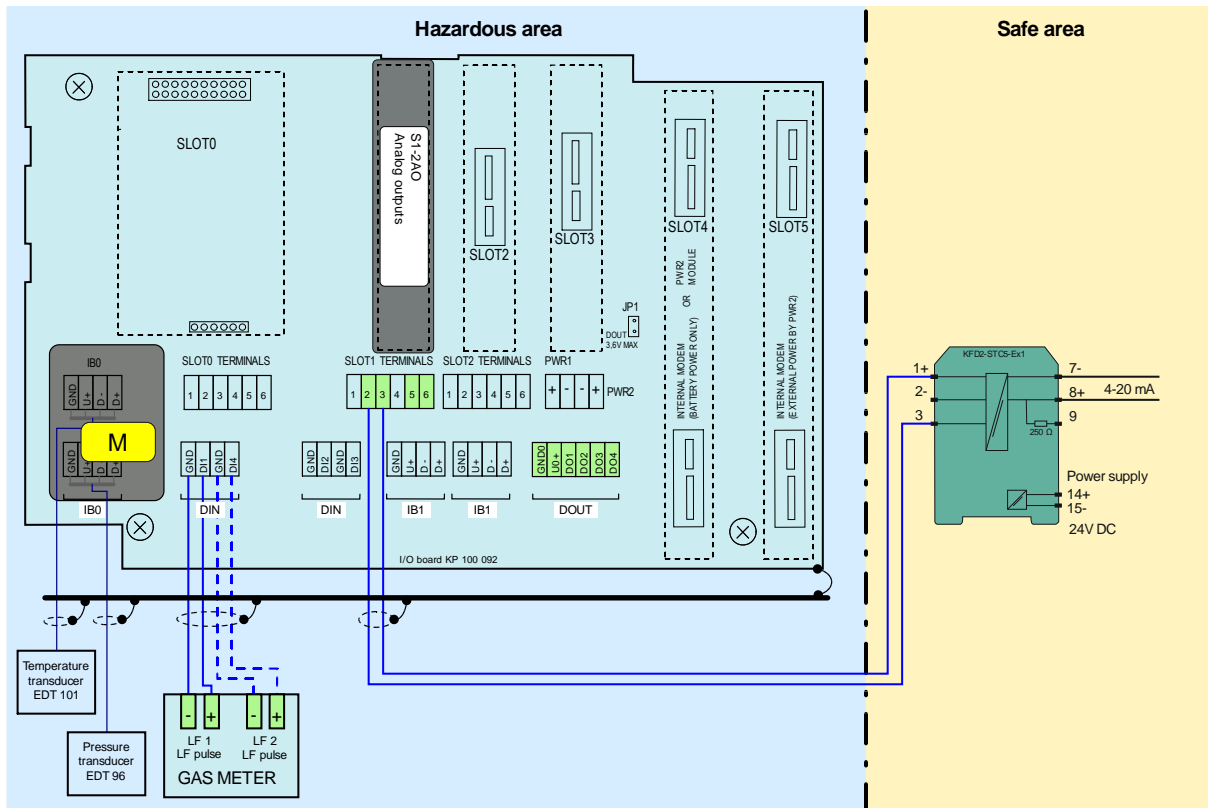 Hazardous area
Safe area
SLOT0
S1-2AO
Analog outputs
SLOT2
SLOT3
SLOT4
SLOT5
INTERNAL MODEM
(BATTERY POWER ONLY)
OR
PWR2
MODULE
INTERNAL MODEM
(EXTERNAL POWER BY PWR2)
JP1
DOUT
3,6V MAX
IB0
GND
U+
D -
D+
M
GND
U+
D -
D+
IB0
SLOT0 TERMINALS
1 2 3 4 5 6
SLOT1 TERMINALS
1 2 3 4 5 6
SLOT2 TERMINALS
1 2 3 4 5 6
PWR1
+ - - +
PWR2
GND
DI1
GND
DI4
DIN
GND
DI2
GND
DI3
DIN
GND
U+
D -
D+
IB1
GND
U+
D -
D+
IB1
GND0
U0+
DO1
DO2
DO3
DO4
DOUT
I/O board KP 100 092
Temperature
transducer
EDT 101
Pressure
transducer
EDT 96
- + - +
LF 1
LF pulse
LF 2
LF pulse
GAS METER
KFD2-STC5-Ex1
1+
2-
3
7-
8+
4-20 mA
9
250 Ω
Power supply
14+
15-
24V DC